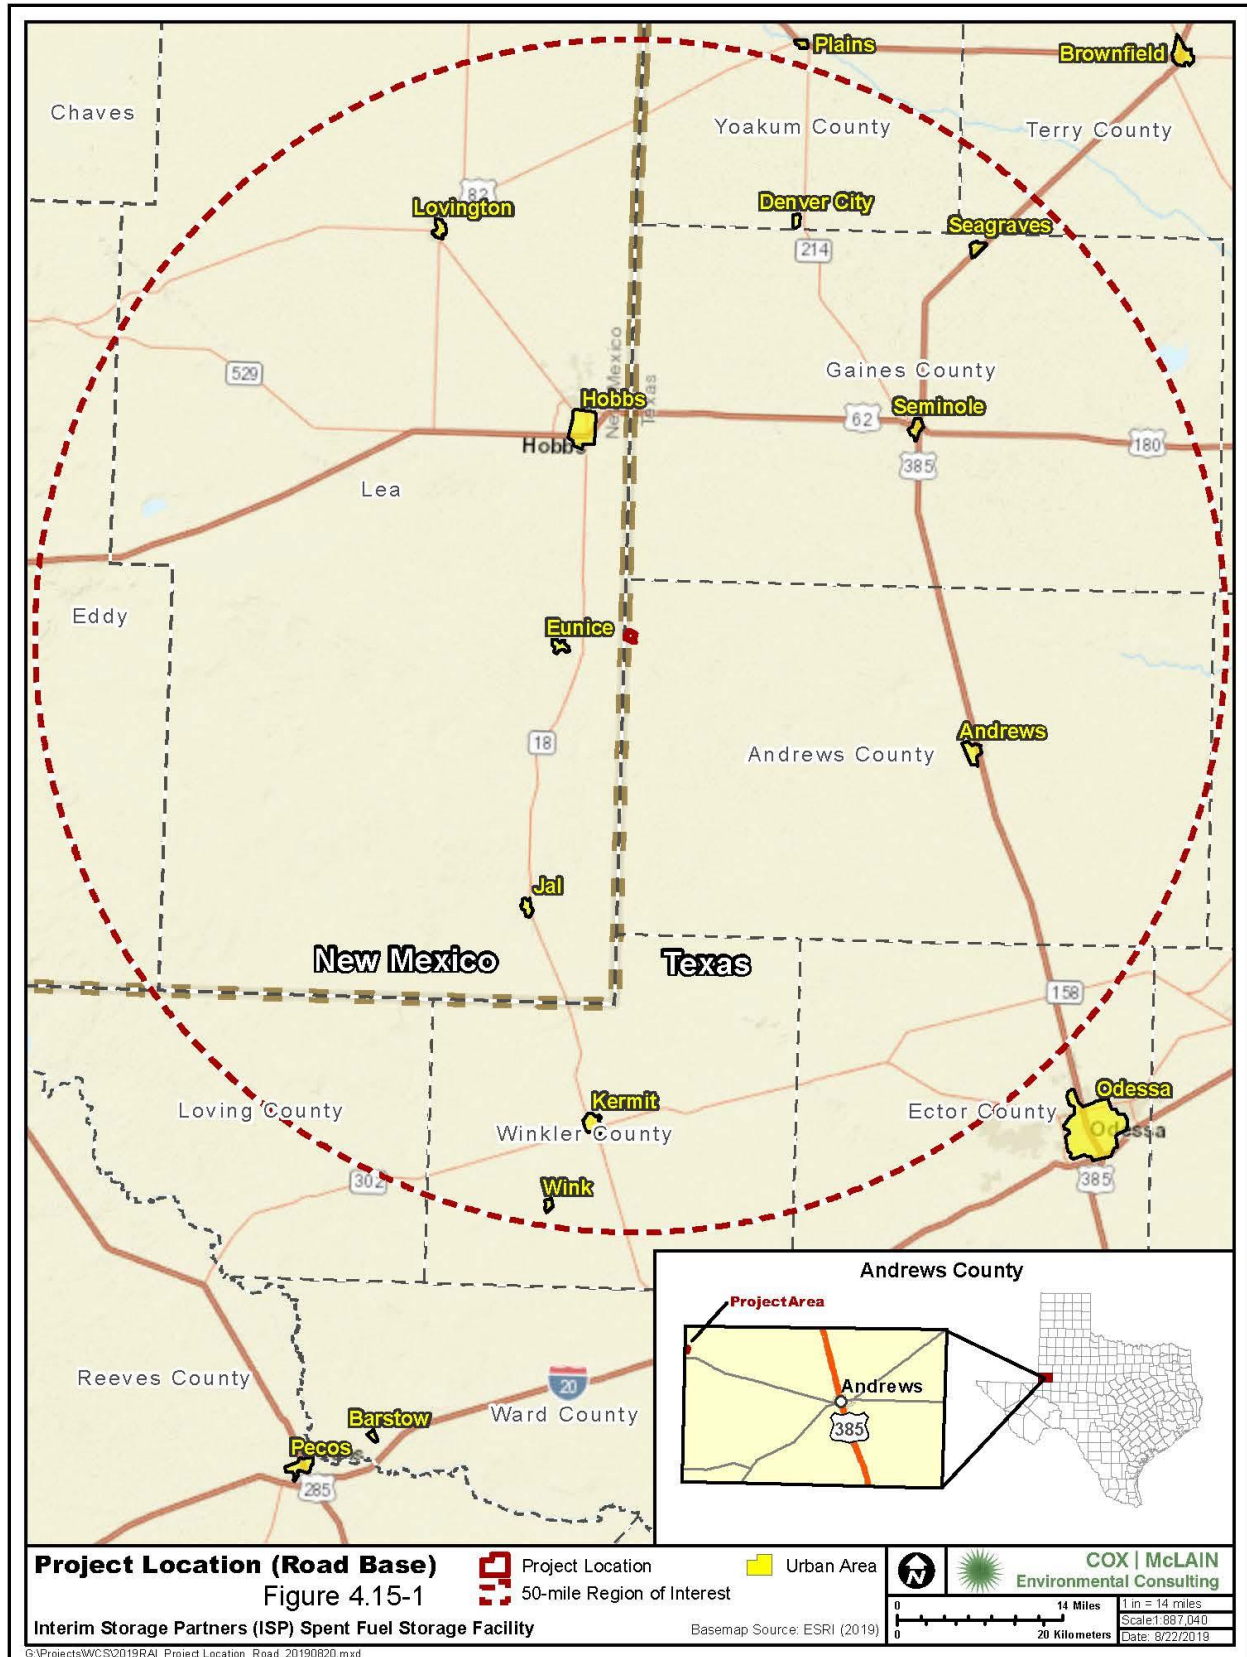 Plains
Brownfield
Chaves
Yoakum County
Terry County
82
Lovington
Denver City
Seagraves
214
New Mexico
Texas
529
Gaines County
Hobbs
Seminole
62
180
Hobbs
385
Lea
Eddy
Eunice
18
Andrews
Andrews County
Jal
New Mexico
Texas
158
Odessa
Kermit
Loving County
Ector County
Winkler County
Odessa
302
Wink
385
Andrews County
ProjectArea
Reeves County
20
Andrews
Barstow
Ward County
385
Pecos
285
Project Location (Road Base)
Figure 4.15-1
Interim Storage Partners (ISP) Spent Fuel Storage Facility
Project Location
50-mile Region of Interest
Urban Area
Basemap Source: ESRI (2019)
N
COX | McLAIN
Environmental Consulting
0 14 Miles
0 20 Kilometers
1 in = 14 miles
Scale:1:887,040
Date: 8/22/2019
G:\Projects\WCS\2019RAI_Project_Location_Road_20190820.mxd